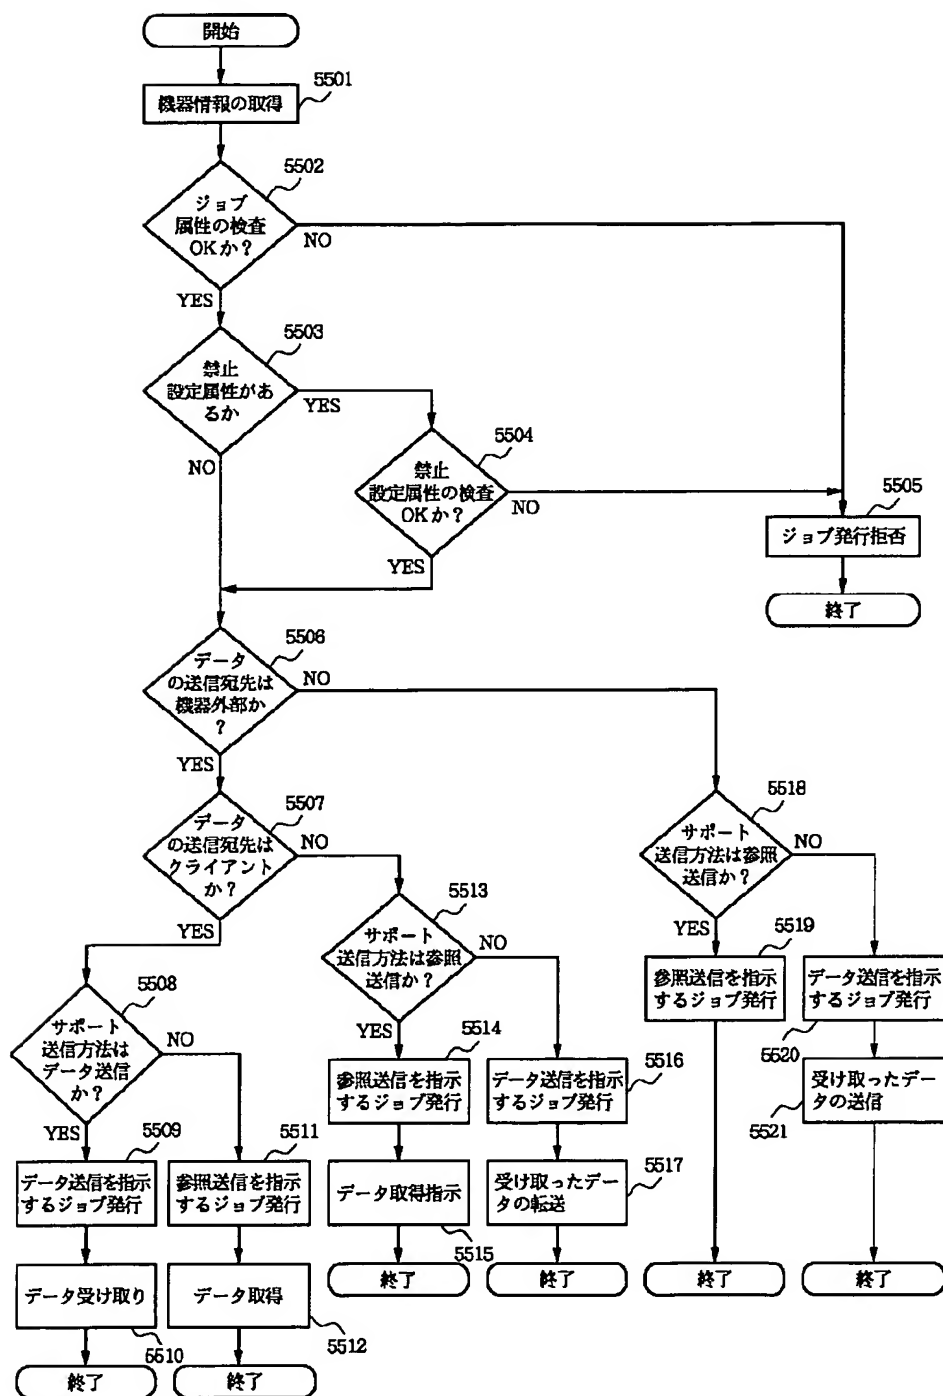 開始
5501
機器情報の取得
5502
ジョブ
属性の検査
OKか?
NO
YES
5503
禁止
設定属性があ
るか
YES
NO
5504
禁止
設定属性の検査
OKか?
NO
YES
5505
ジョブ発行拒否
終了
5506
データ
の送信宛先は
機器外部か
?
NO
YES
5507
データ
の送信宛先は
クライアント
か?
NO
YES
5518
サポート
送信方法は参照
送信か?
NO
YES
5513
サポート
送信方法は参照
送信か?
NO
YES
5508
サポート
送信方法は
データ送信
か?
NO
YES
5519
参照送信を指示
するジョブ発行
データ送信を指示
するジョブ発行
5520
受け取ったデー
タの送信
5521
5514
参照送信を指示
するジョブ発行
5516
データ送信を指示
するジョブ発行
5509
データ送信を指示
するジョブ発行
5511
参照送信を指示
するジョブ発行
データ取得指示
5515
5517
受け取ったデー
タの転送
終了
終了
終了
終了
データ受け取り
5510
データ取得
5512
終了
終了